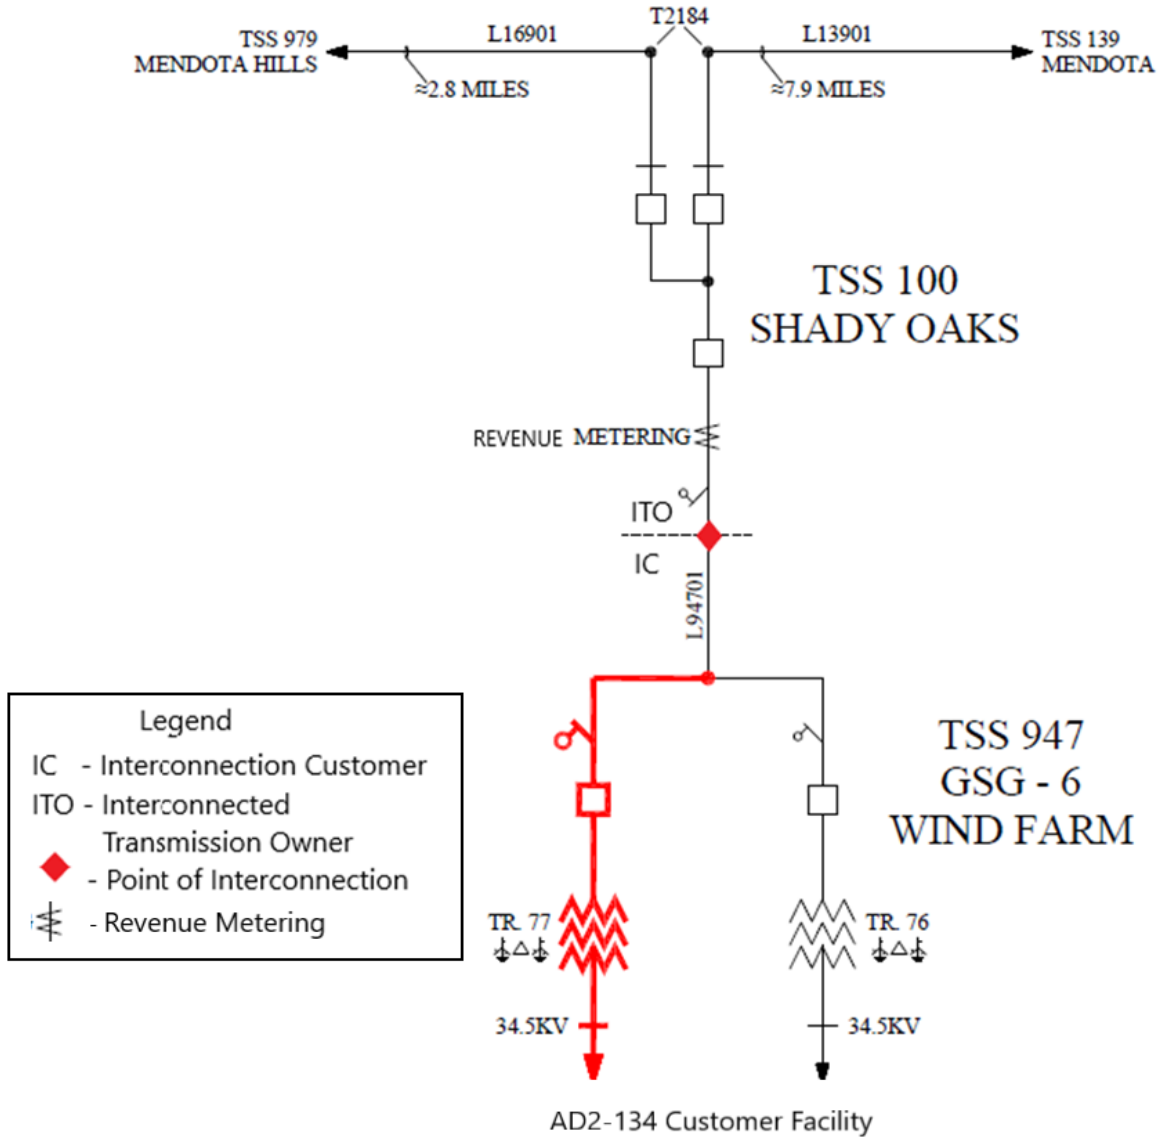 T2184
L16901
L13901
TSS 979
MENDOTA HILLS
TSS 139
MENDOTA
≈2.8 MILES
≈7.9 MILES
TSS 100
SHADY OAKS
REVENUE METERING
ITO
IC
L94701
Legend
IC - Interconnection Customer
ITO - Interconnected
Transmission Owner
- Point of Interconnection
- Revenue Metering
TSS 947
GSG - 6
WIND FARM
TR. 77
TR. 76
34.5KV
34.5KV
AD2-134 Customer Facility